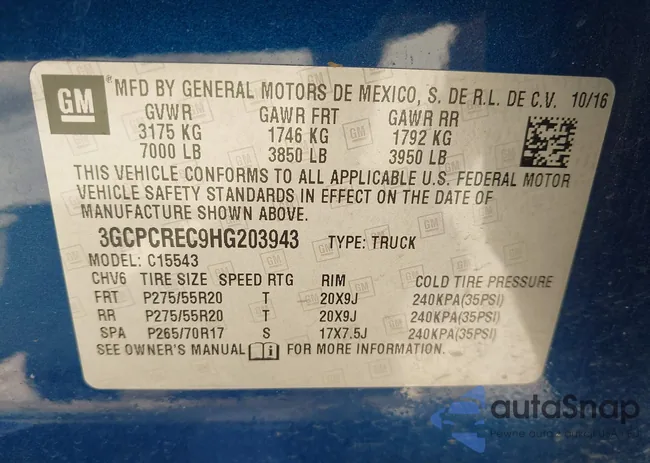 GM ® MFD BY GENERAL MOTORS DE MEXICO, S. DE R.L. DE C.V. 10/16
GVWR GAWR FRT GAWR RR
3175 KG 1746 KG 1792 KG
7000 LB 3850 LB 3950 LB
THIS VEHICLE CONFORMS TO ALL APPLICABLE U.S. FEDERAL MOTOR
VEHICLE SAFETY STANDARDS IN EFFECT ON THE DATE OF
MANUFACTURE SHOWN ABOVE.
3GCPCREC9HG203943 TYPE: TRUCK
MODEL: C15543
CHV6 TIRE SIZE SPEED RTG RIM COLD TIRE PRESSURE
FRT P275/55R20 T 20X9J 240KPA(35PSI)
RR P275/55R20 T 20X9J 240KPA(35PSI)
SPA P265/70R17 S 17X7.5J 240KPA(35PSI)
SEE OWNER'S MANUAL FOR MORE INFORMATION.
autaSnap
Pewne auto